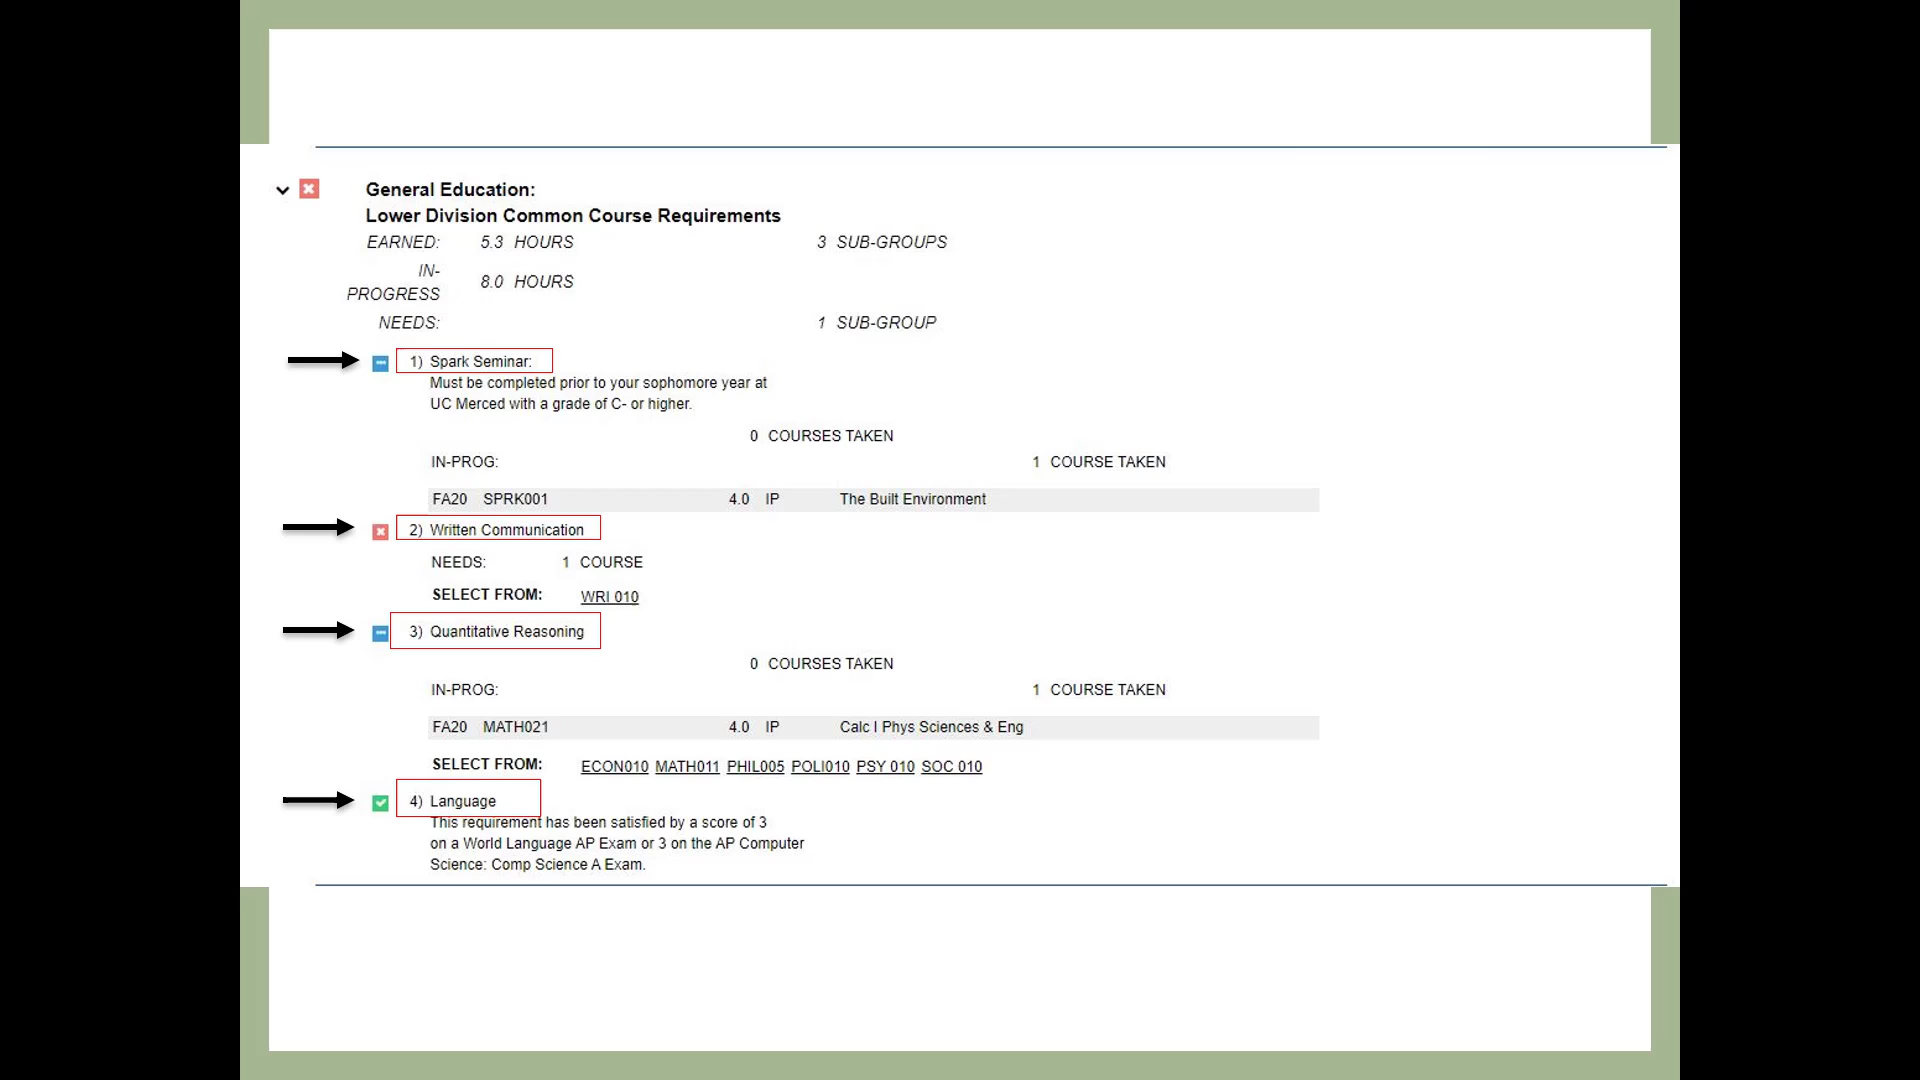 General Education:
Lower Division Common Course Requirements
EARNED: 5.3 HOURS 3 SUB-GROUPS
IN-
PROGRESS 8.0 HOURS
NEEDS: 1 SUB-GROUP
1) Spark Seminar:
Must be completed prior to your sophomore year at
UC Merced with a grade of C- or higher.
0 COURSES TAKEN
IN-PROG: 1 COURSE TAKEN
FA20 SPRK001 4.0 IP The Built Environment
2) Written Communication
NEEDS: 1 COURSE
SELECT FROM: WRI 010
3) Quantitative Reasoning
0 COURSES TAKEN
IN-PROG: 1 COURSE TAKEN
FA20 MATH021 4.0 IP Calc I Phys Sciences & Eng
SELECT FROM: ECON010 MATH011 PHIL005 POLI010 PSY 010 SOC 010
4) Language
This requirement has been satisfied by a score of 3
on a World Language AP Exam or 3 on the AP Computer
Science: Comp Science A Exam.